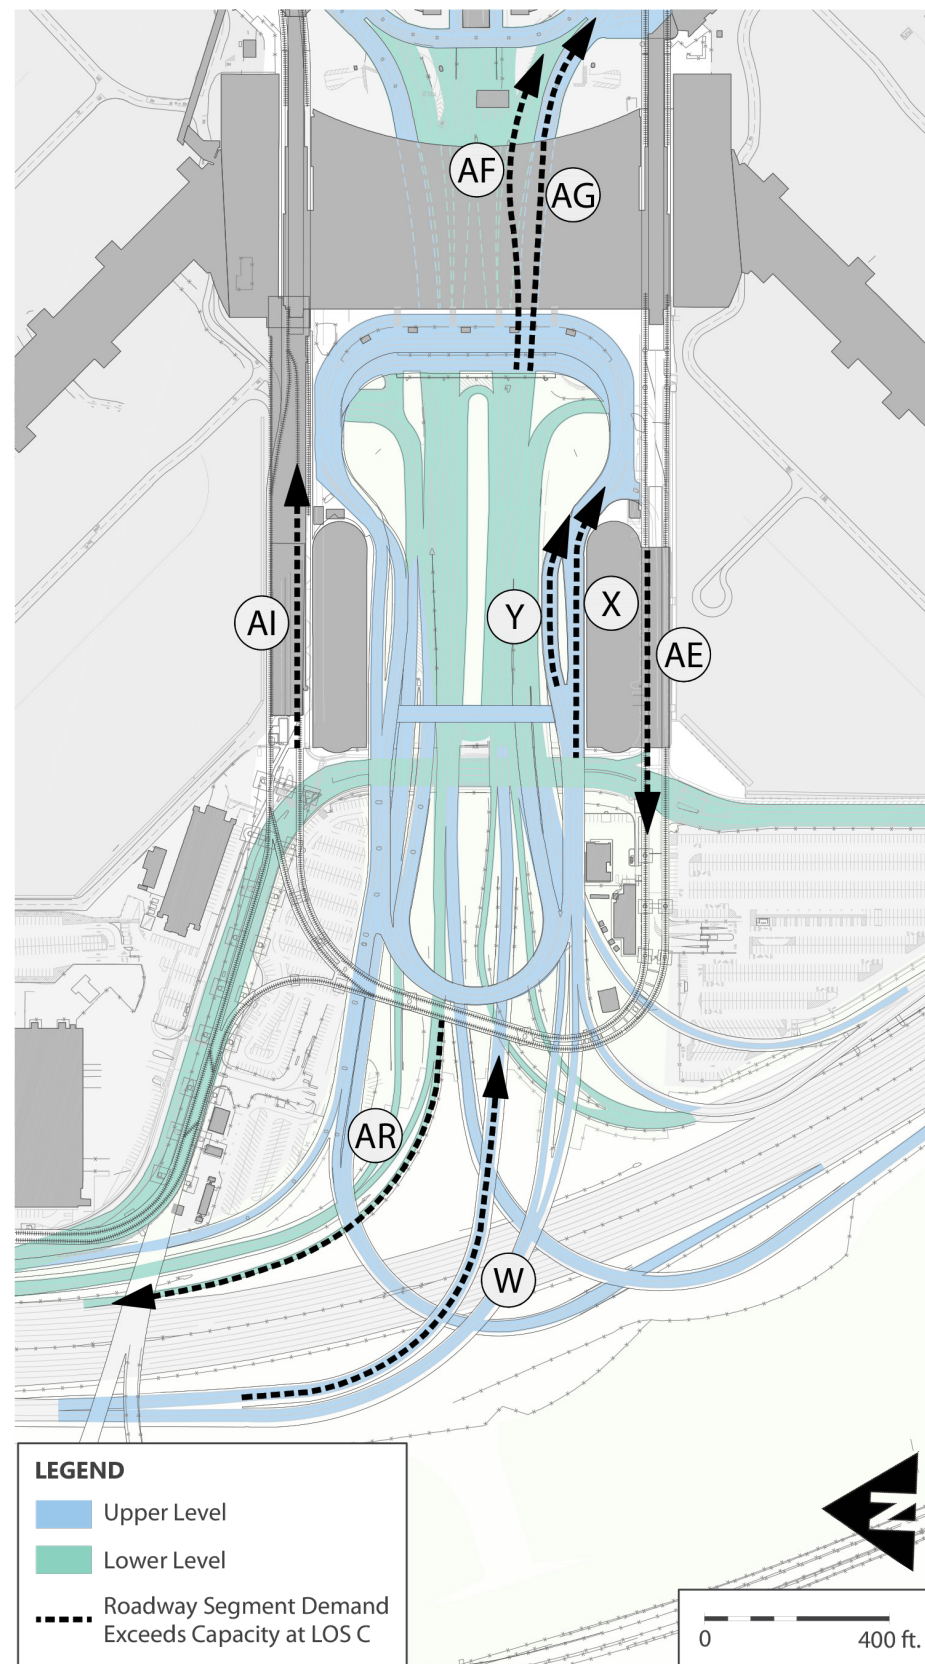 AF
AG
Y
X
AI
AE
AR
W
LEGEND
Upper Level
Lower Level
Roadway Segment Demand
Exceeds Capacity at LOS C
N
0
400 ft.